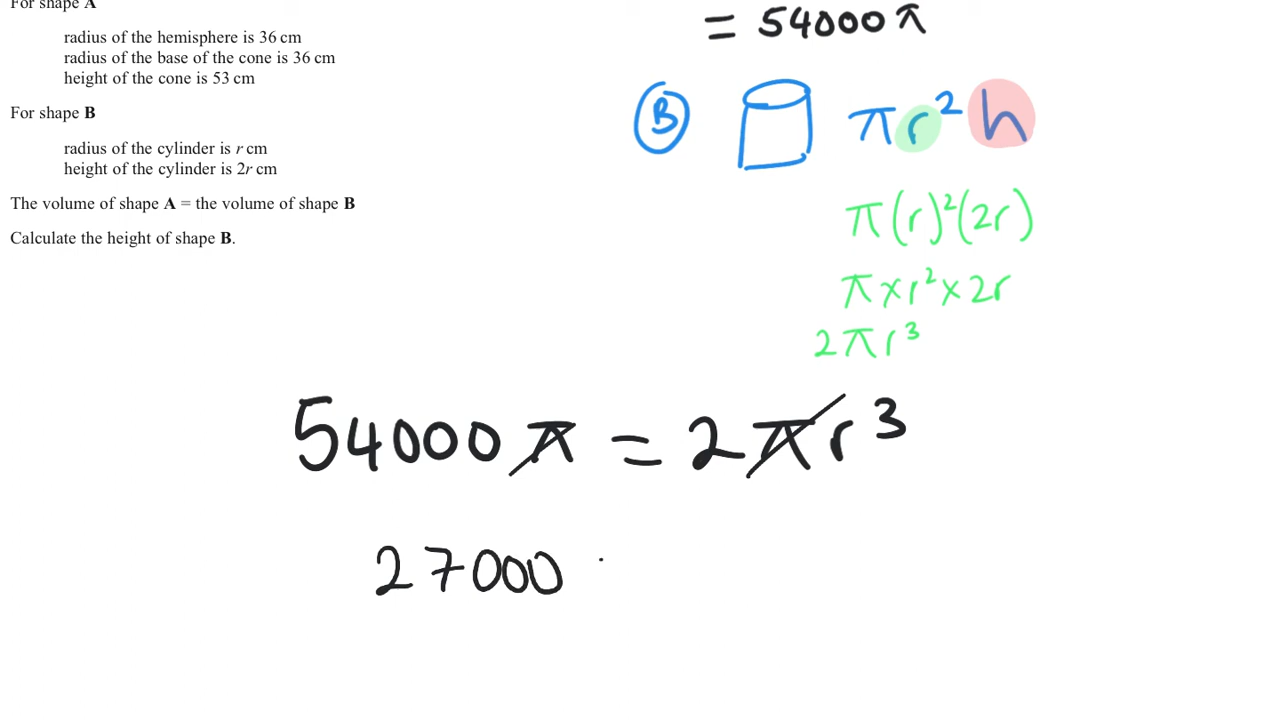 For shape A
radius of the hemisphere is 36 cm
radius of the base of the cone is 36 cm
height of the cone is 53 cm
For shape B
radius of the cylinder is r cm
height of the cylinder is 2r cm
The volume of shape A = the volume of shape B
Calculate the height of shape B.
= 54000π
B πr²h
π(r)²(2r)
π×r²×2r
2πr³
54000π = 2πr³
27000